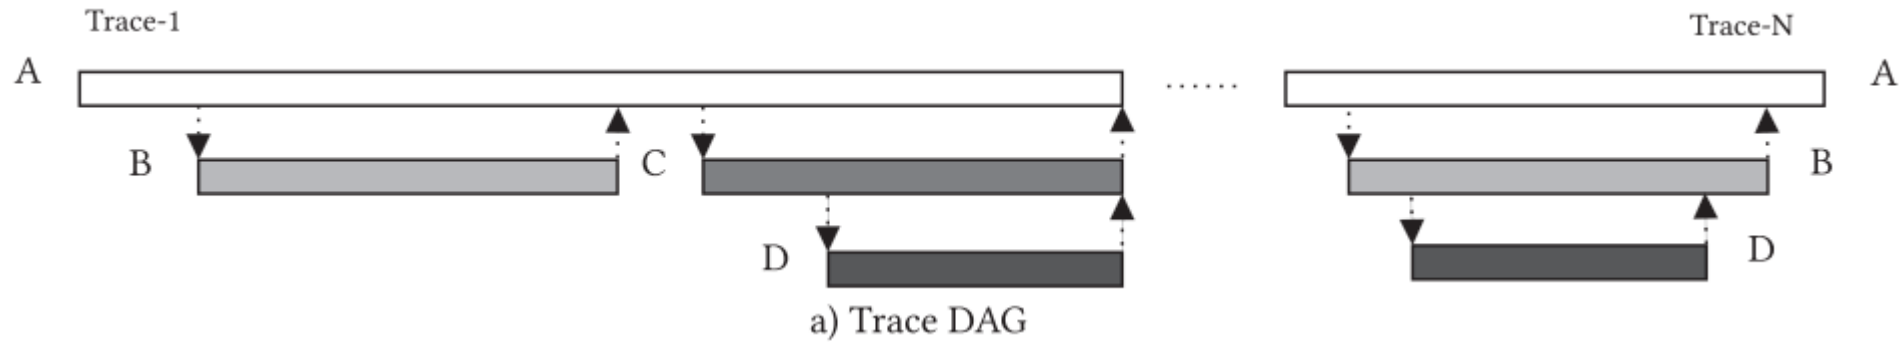 Trace-1
Trace-N
A
......
A
B
C
B
D
D
a) Trace DAG